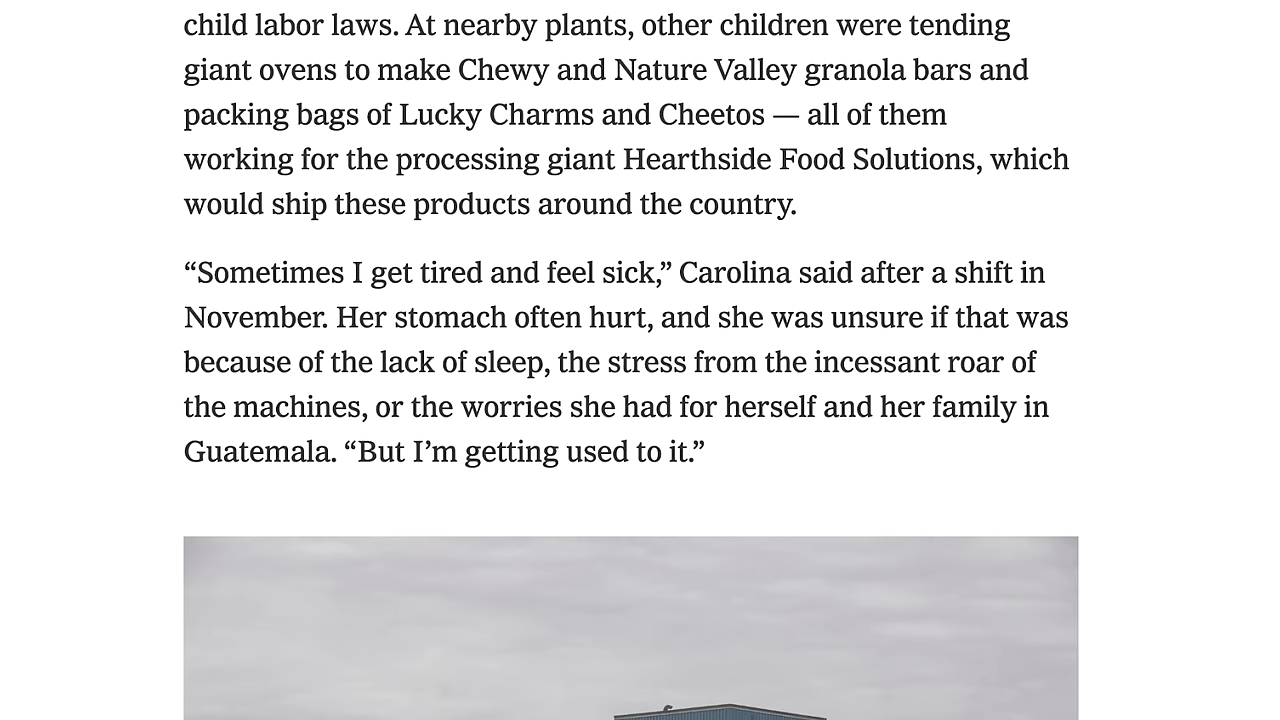 child labor laws. At nearby plants, other children were tending
giant ovens to make Chewy and Nature Valley granola bars and
packing bags of Lucky Charms and Cheetos — all of them
working for the processing giant Hearthside Food Solutions, which
would ship these products around the country.
“Sometimes I get tired and feel sick,” Carolina said after a shift in
November. Her stomach often hurt, and she was unsure if that was
because of the lack of sleep, the stress from the incessant roar of
the machines, or the worries she had for herself and her family in
Guatemala. “But I’m getting used to it.”